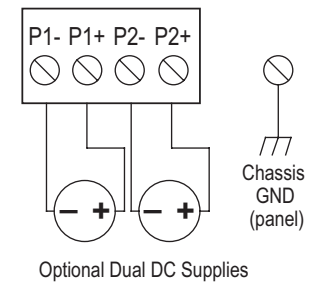 P1- P1+ P2- P2+
− + − +
Chassis
GND
(panel)
Optional Dual DC Supplies